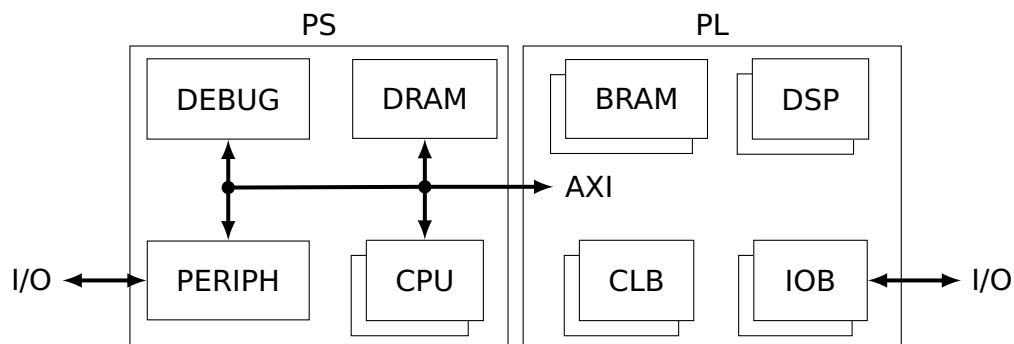 PS
PL
DEBUG
DRAM
BRAM
DSP
AXI
I/O
PERIPH
CPU
CLB
IOB
I/O